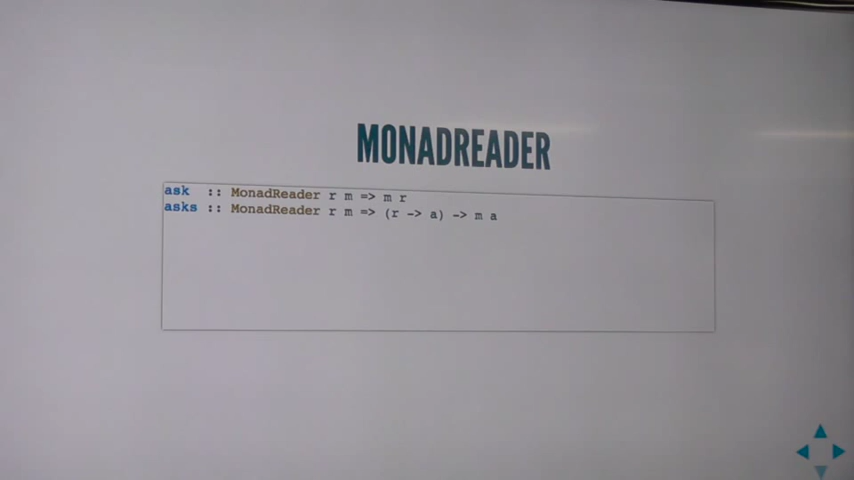 MONADREADER
ask  :: MonadReader r m => m r
asks :: MonadReader r m => (r -> a) -> m a